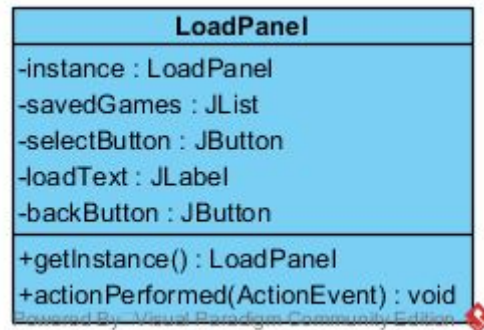 LoadPanel
-instance : LoadPanel
-savedGames : JList
-selectButton : JButton
-loadText : JLabel
-backButton : JButton
+getInstance() : LoadPanel
+actionPerformed(ActionEvent) : void
Powered By Visual Paradigm Community Edition